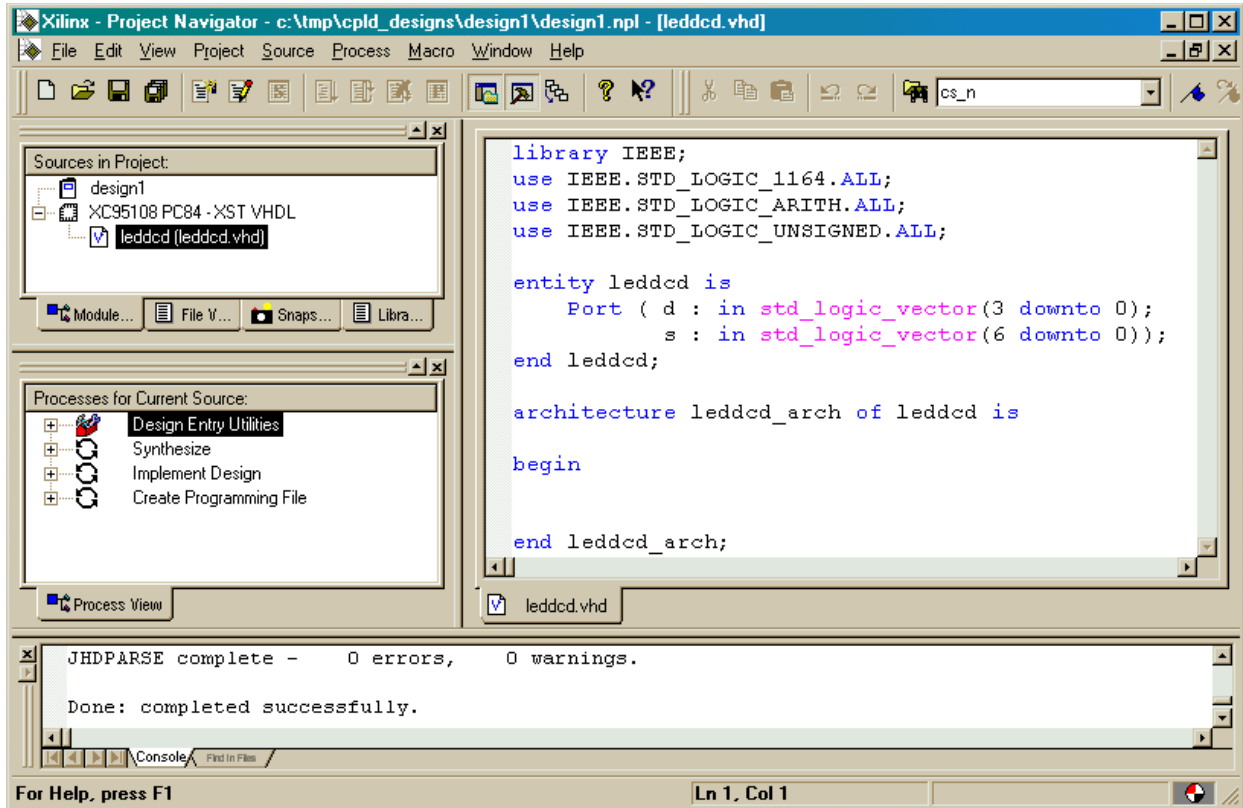 Xilinx - Project Navigator - c:\tmp\cpld_designs\design1\design1.npl - [leddcd.vhd]
File Edit View Project Source Process Macro Window Help
cs_n
Sources in Project:
design1
XC95108 PC84 - XST VHDL
leddcd (leddcd.vhd)
Module... File V... Snaps... Libra...
Processes for Current Source:
Design Entry Utilities
Synthesize
Implement Design
Create Programming File
Process View
library IEEE;
use IEEE.STD_LOGIC_1164.ALL;
use IEEE.STD_LOGIC_ARITH.ALL;
use IEEE.STD_LOGIC_UNSIGNED.ALL;
entity leddcd is
Port ( d : in std_logic_vector(3 downto 0);
s : in std_logic_vector(6 downto 0));
end leddcd;
architecture leddcd_arch of leddcd is
begin
end leddcd_arch;
leddcd.vhd
JHDPARSE complete - 0 errors, 0 warnings.
Done: completed successfully.
Console Find in Files
For Help, press F1 Ln 1, Col 1